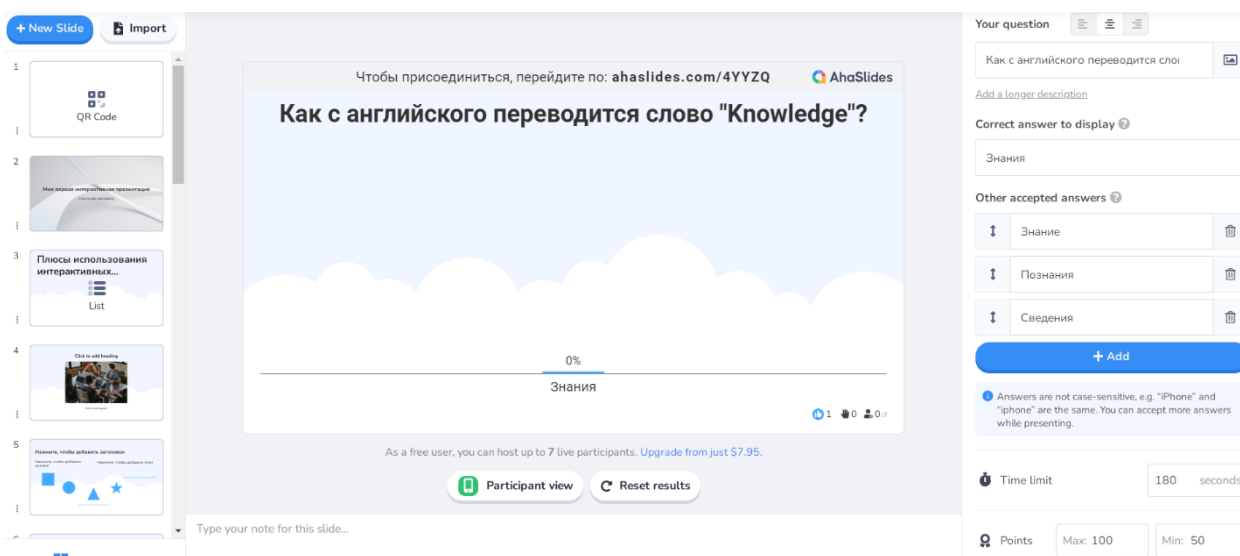 + New Slide
Import
1
QR Code
2
Моя первая интерактивная презентация
3
Плюсы использования
интерактивных...
List
4
Click to add heading
5
Нажмите, чтобы добавить заголовок
Чтобы присоединиться, перейдите по: ahaslides.com/4YYZQ
AhaSlides
Как с английского переводится слово "Knowledge"?
0%
Знания
1
0
0/7
As a free user, you can host up to 7 live participants. Upgrade from just $7.95.
Participant view
Reset results
Type your note for this slide...
Your question
Как с английского переводится слов
Add a longer description
Correct answer to display
Знания
Other accepted answers
Знание
Познания
Сведения
+ Add
Answers are not case-sensitive, e.g. "iPhone" and
"iphone" are the same. You can accept more answers
while presenting.
Time limit
180 seconds
Points
Max: 100
Min: 50